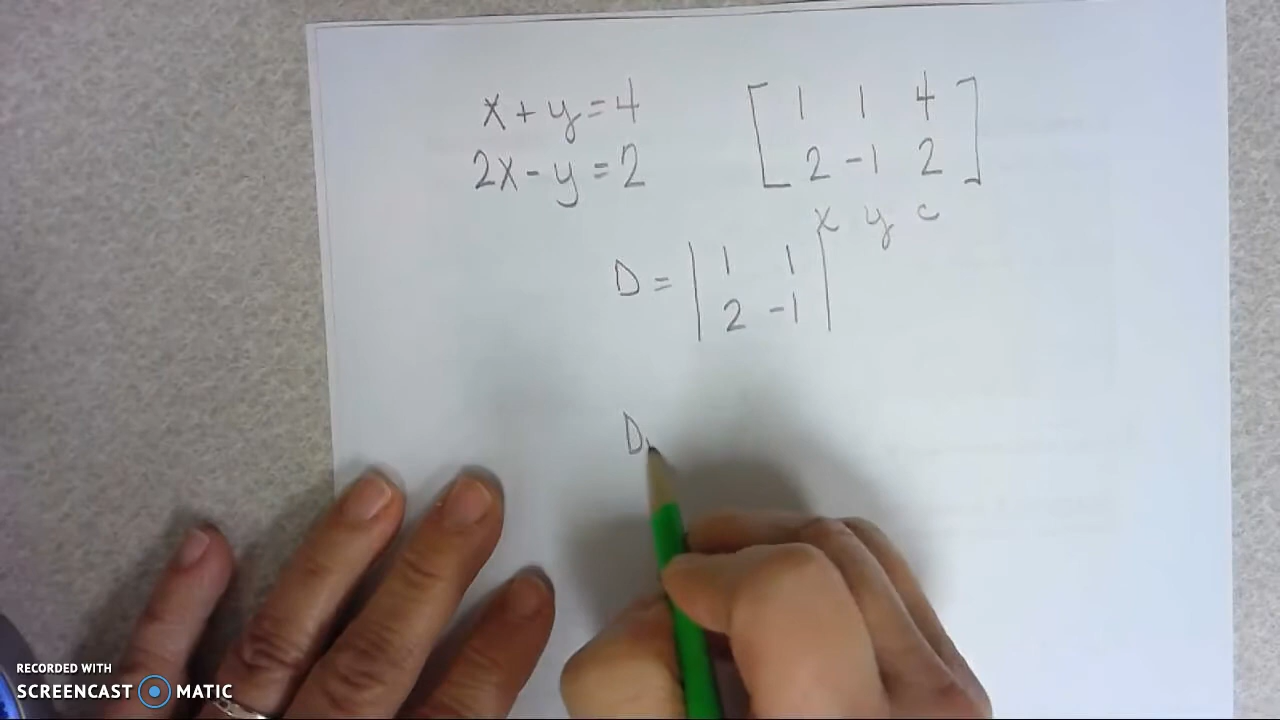 x + y = 4 [ 1 1 4 ]
2x - y = 2 [ 2 -1 2 ]
x y c
D = | 1 1 |
| 2 -1 |
D
RECORDED WITH
SCREENCAST MATIC